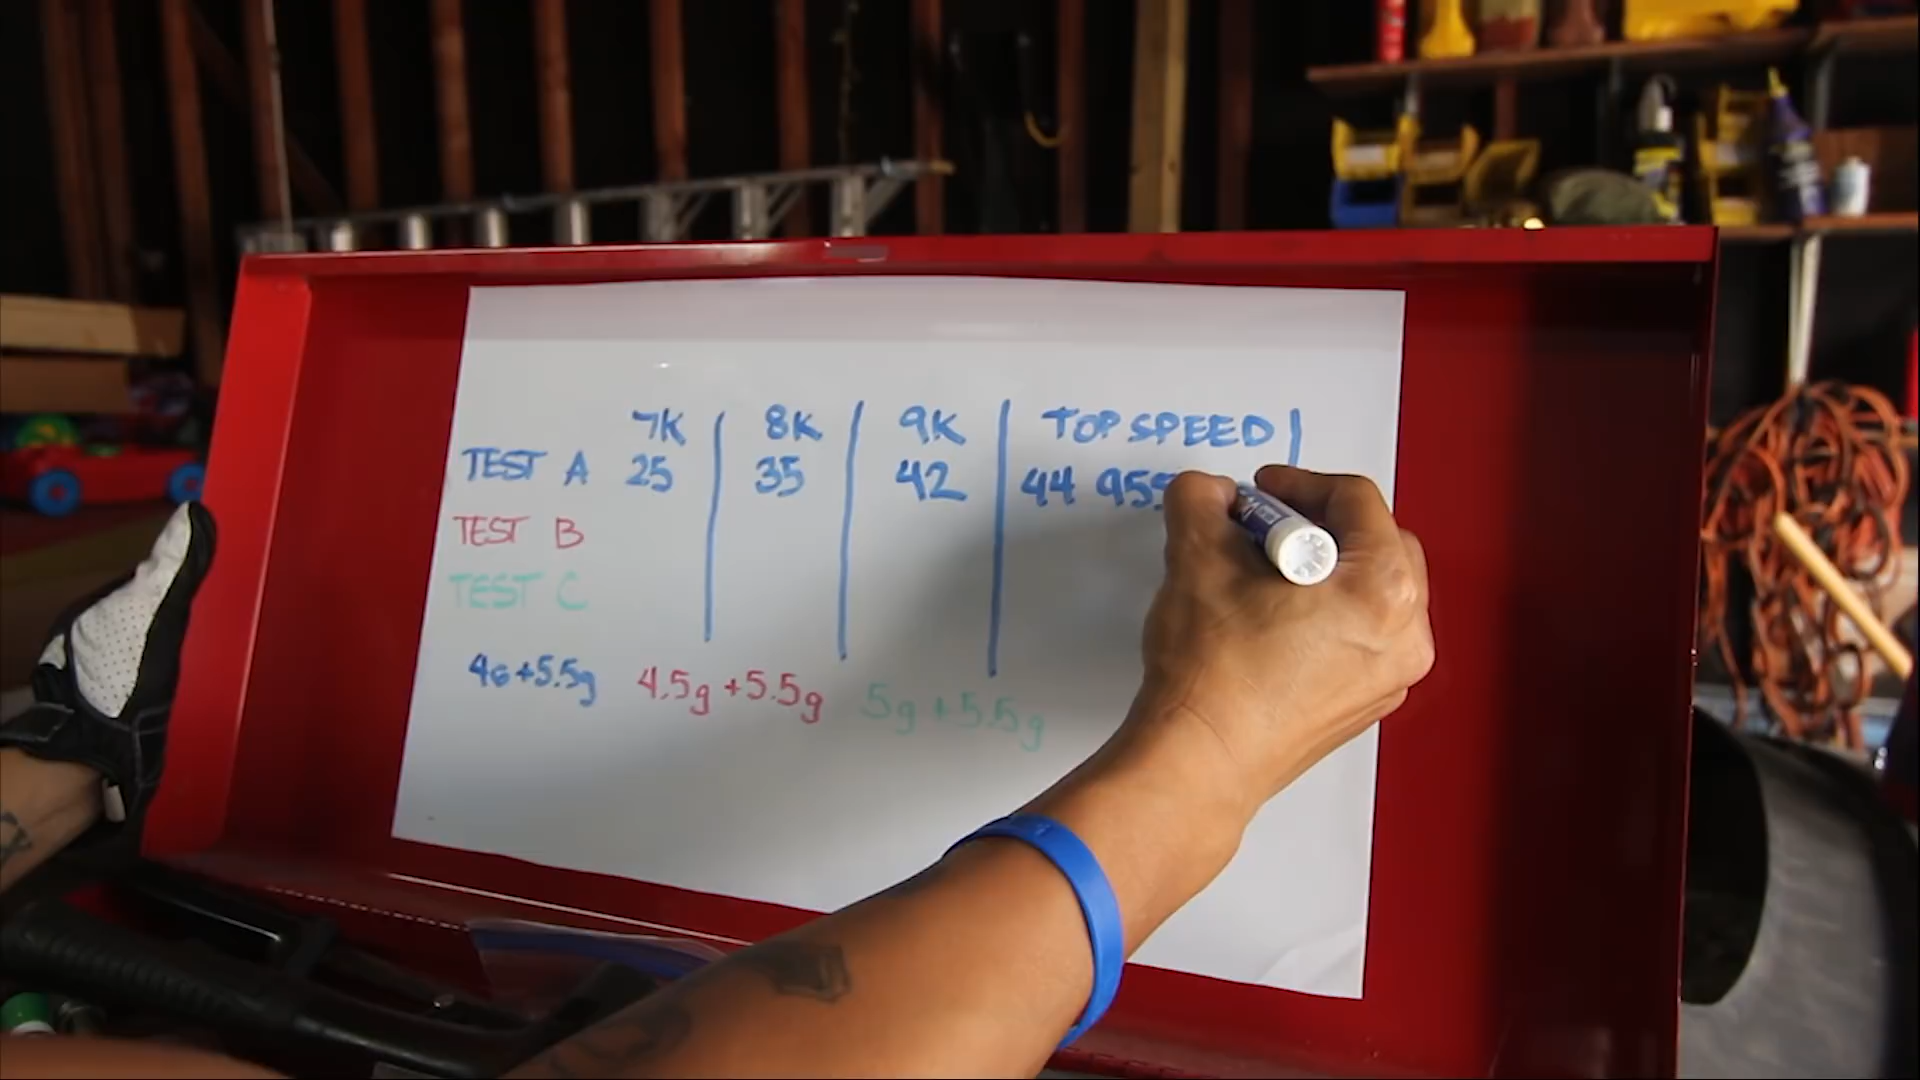 7K 8K 9K TOP SPEED
TEST A 25 35 42 44 955
TEST B
TEST C
4G+5.5g 4.5g+5.5g 5g+5.5g